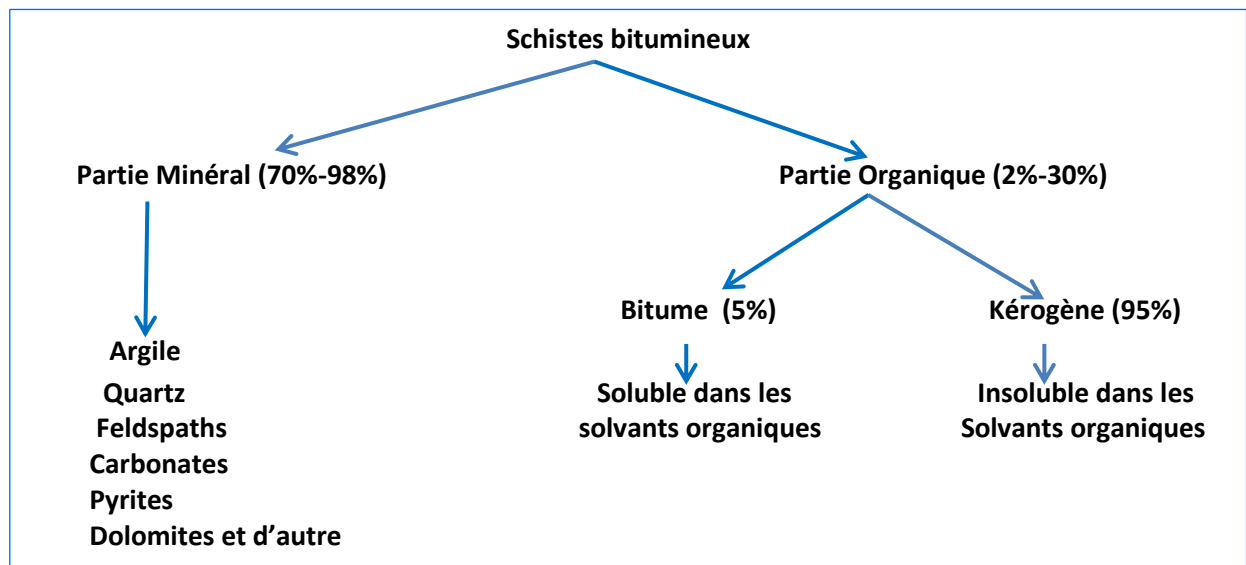 Schistes bitumineux
Partie Minéral (70%-98%)
Partie Organique (2%-30%)
Bitume (5%)
Kérogène (95%)
Argile
Quartz
Feldspaths
Carbonates
Pyrites
Dolomites et d’autre
Soluble dans les
solvants organiques
Insoluble dans les
Solvants organiques